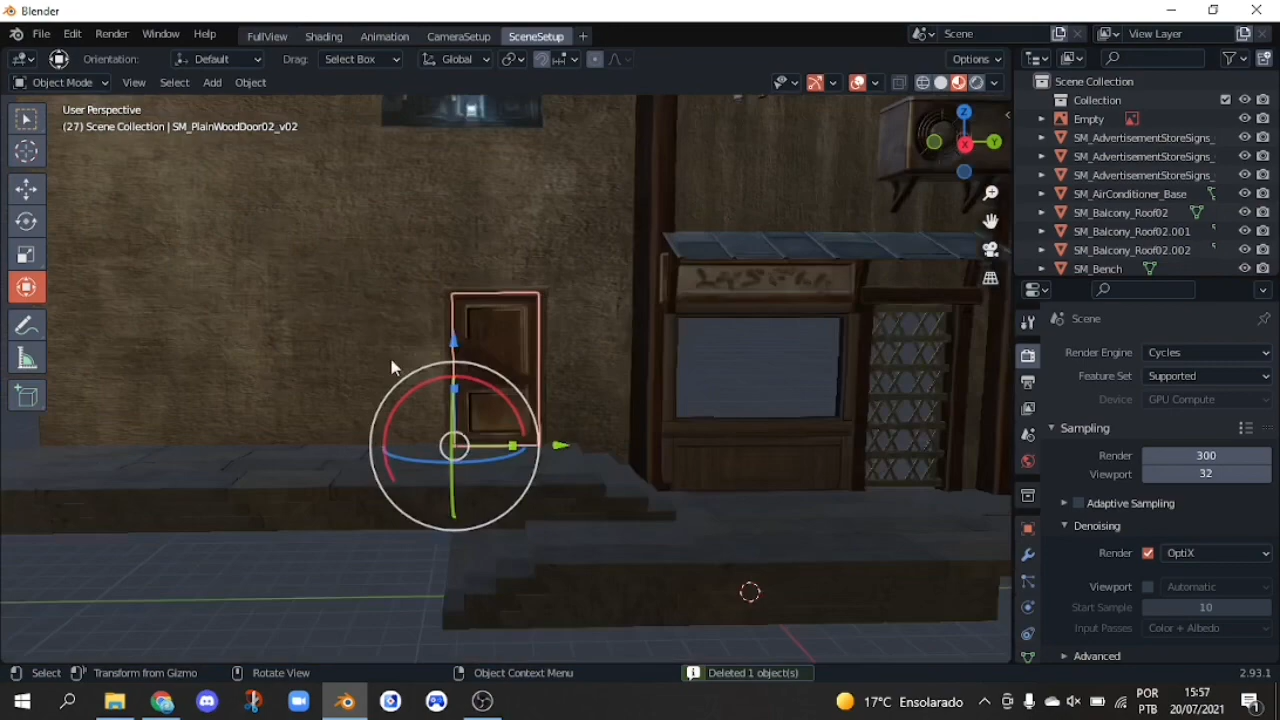 Blender
File Edit Render Window Help FullView Shading Animation CameraSetup SceneSetup Scene View Layer
Orientation: Default Drag: Select Box Global Options
Object Mode View Select Add Object
User Perspective
(27) Scene Collection | SM_PlainWoodDoor02_v02
Z
Y
X
Scene Collection
Collection
Empty
SM_AdvertisementStoreSigns_
SM_AdvertisementStoreSigns_
SM_AdvertisementStoreSigns_
SM_AirConditioner_Base
SM_Balcony_Roof02
SM_Balcony_Roof02.001
SM_Balcony_Roof02.002
SM_Bench
Scene
Render Engine Cycles
Feature Set Supported
Device GPU Compute
Sampling
Render 300
Viewport 32
Adaptive Sampling
Denoising
Render OptiX
Viewport Automatic
Start Sample 10
Input Passes Color + Albedo
Advanced
Select Transform from Gizmo Rotate View Object Context Menu Deleted 1 object(s) 2.93.1
17°C Ensolarado POR 15:57
PTB 20/07/2021 1